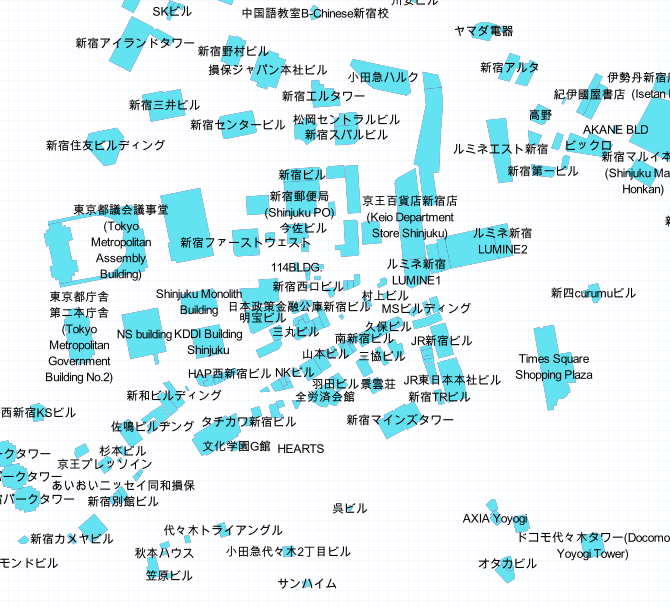 川安ビル
SKビル
中国語教室B-Chinese新宿校
ヤマダ電器
新宿アイランドタワー
新宿野村ビル
損保ジャパン本社ビル
小田急ハルク
新宿アルタ
伊勢丹新宿
紀伊國屋書店
(Isetan
新宿エルタワー
新宿三井ビル
高野
松岡セントラルビル
新宿センタービル
新宿スバルビル
AKANE BLD
新宿住友ビルディング
ルミネエスト新宿
ビックロ
新宿マルイ本
(Shinjuku Ma
Honkan)
新宿第一ビル
新宿ビル
新宿郵便局
(Shinjuku PO)
京王百貨店新宿店
(Keio Department
Store Shinjuku)
東京都議会議事堂
(Tokyo
Metropolitan
Assembly
Building)
今佐ビル
新宿ファーストウェスト
ルミネ新宿
LUMINE2
114BLDG.
ルミネ新宿
LUMINE1
新宿西口ビル
村上ビル
新四curumuビル
東京都庁舎
第二本庁舎
(Tokyo
Metropolitan
Government
Building No.2)
Shinjuku Monolith
Building
日本政策金融公庫新宿ビル
MSビルディング
明宝ビル
久保ビル
三丸ビル
NS building
KDDI Building
Shinjuku
南新宿ビル
JR新宿ビル
山本ビル
三協ビル
Times Square
Shopping Plaza
HAP西新宿ビル
NKビル
羽田ビル
景雲荘
JR東日本本社ビル
新和ビルディング
全労済会館
新宿TRビル
西新宿KSビル
佐鳴ビルヂング
タチカワ新宿ビル
新宿マインズタワー
文化学園G館
HEARTS
杉本ビル
ークタワー
京王プレッソイン
パークタワー
あいおいニッセイ同和損保
宿パークタワー
新宿別館ビル
呉ビル
AXIA Yoyogi
代々木トライアングル
新宿カメヤビル
ドコモ代々木タワー(Docomo
Yoyogi Tower)
秋本ハウス
小田急代々木2丁目ビル
モンドビル
オタカビル
笠原ビル
サンハイム